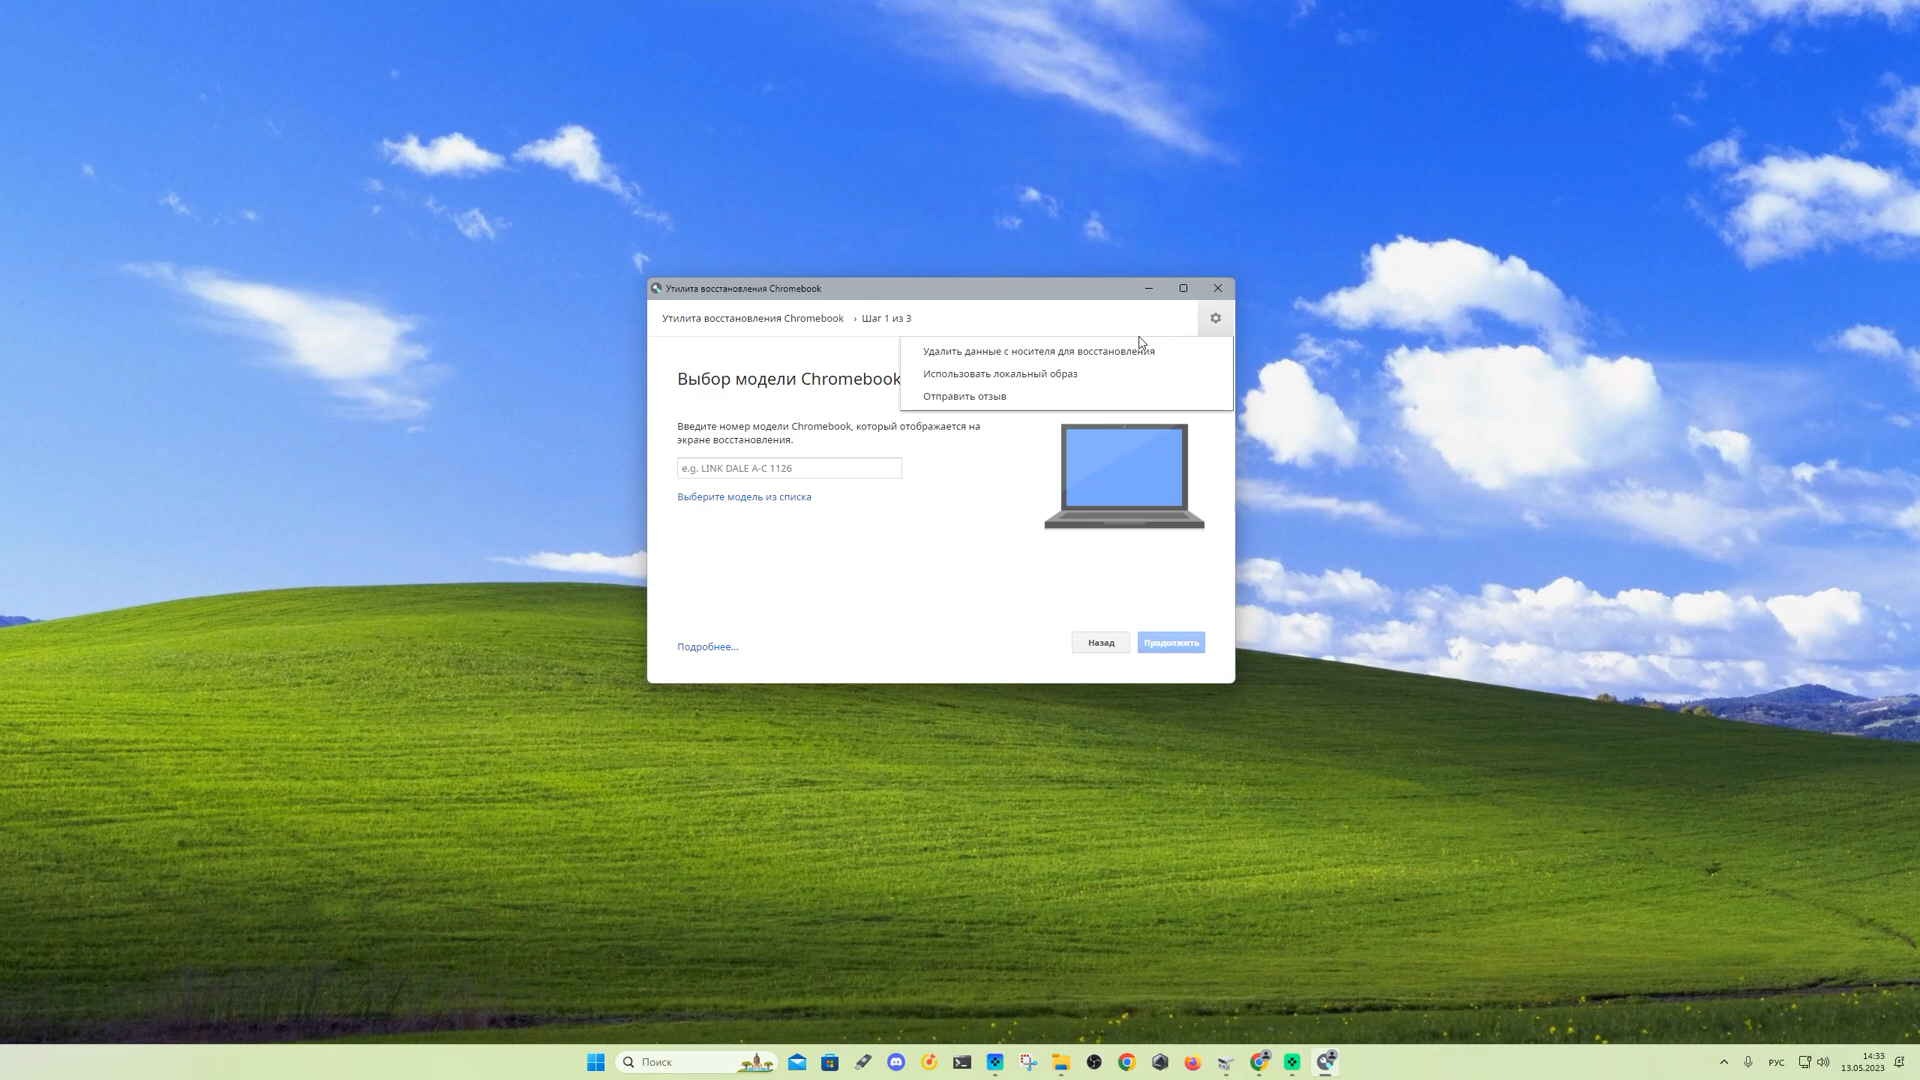 Утилита восстановления Chromebook
Утилита восстановления Chromebook › Шаг 1 из 3
Удалить данные с носителя для восстановления
Использовать локальный образ
Отправить отзыв
Выбор модели Chromebook
Введите номер модели Chromebook, который отображается на
экране восстановления.
e.g. LINK DALE A-C 1126
Выберите модель из списка
Подробнее...
Назад
Продолжить
Поиск
РУС
14:33
13.05.2023